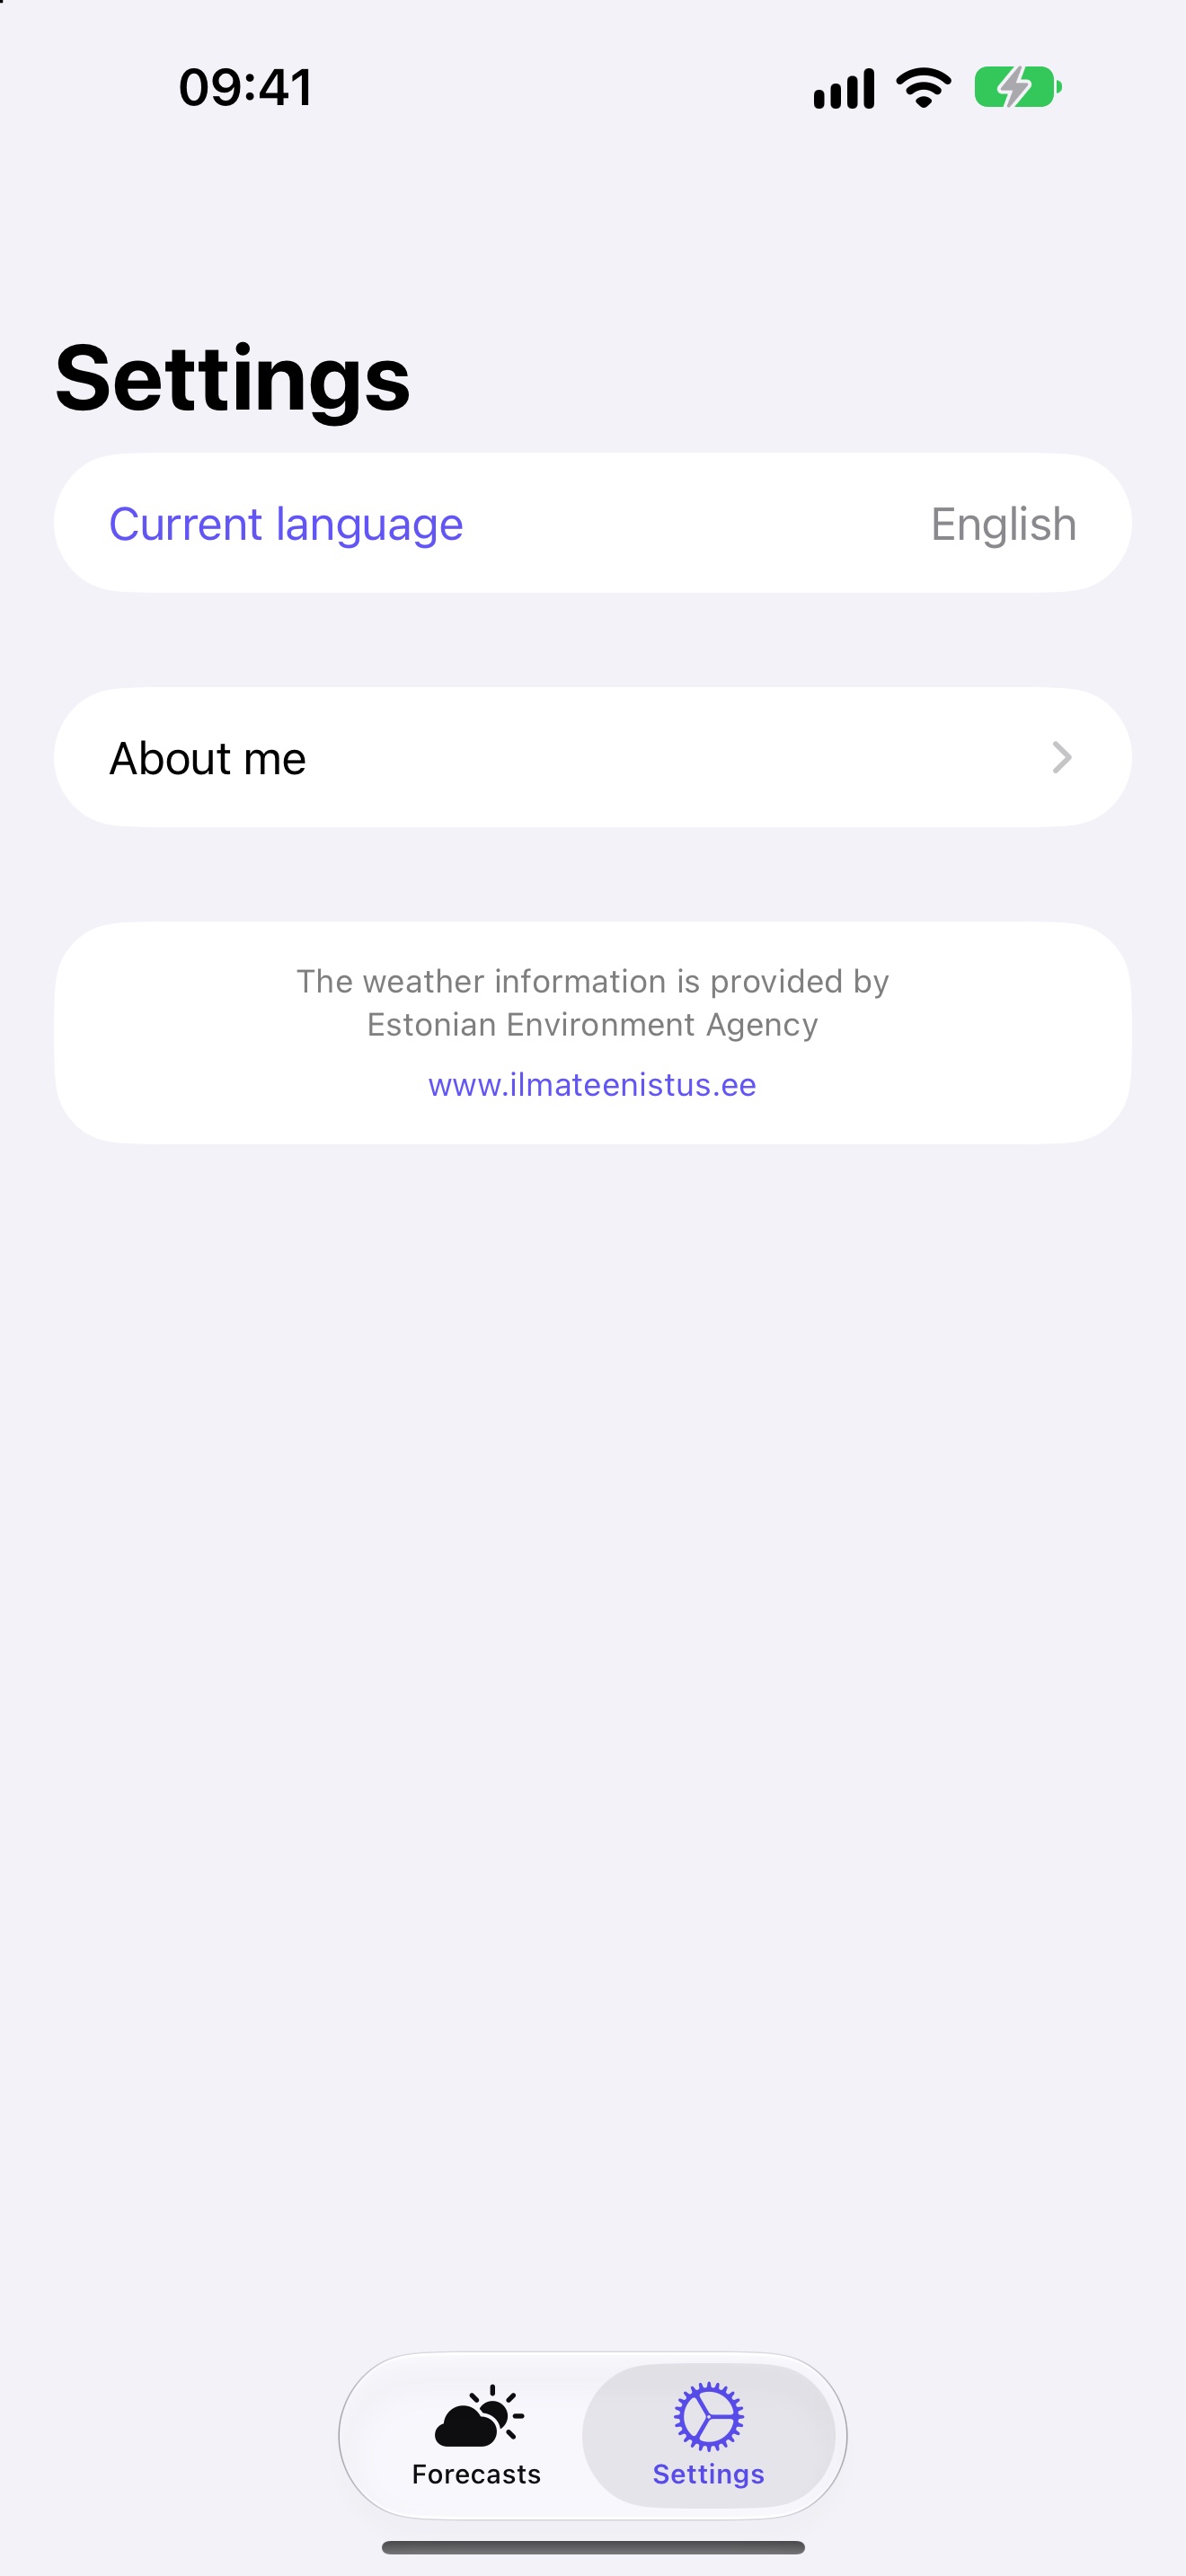 09:41
Settings
Current language
English
About me
The weather information is provided by
Estonian Environment Agency
www.ilmateenistus.ee
Forecasts
Settings